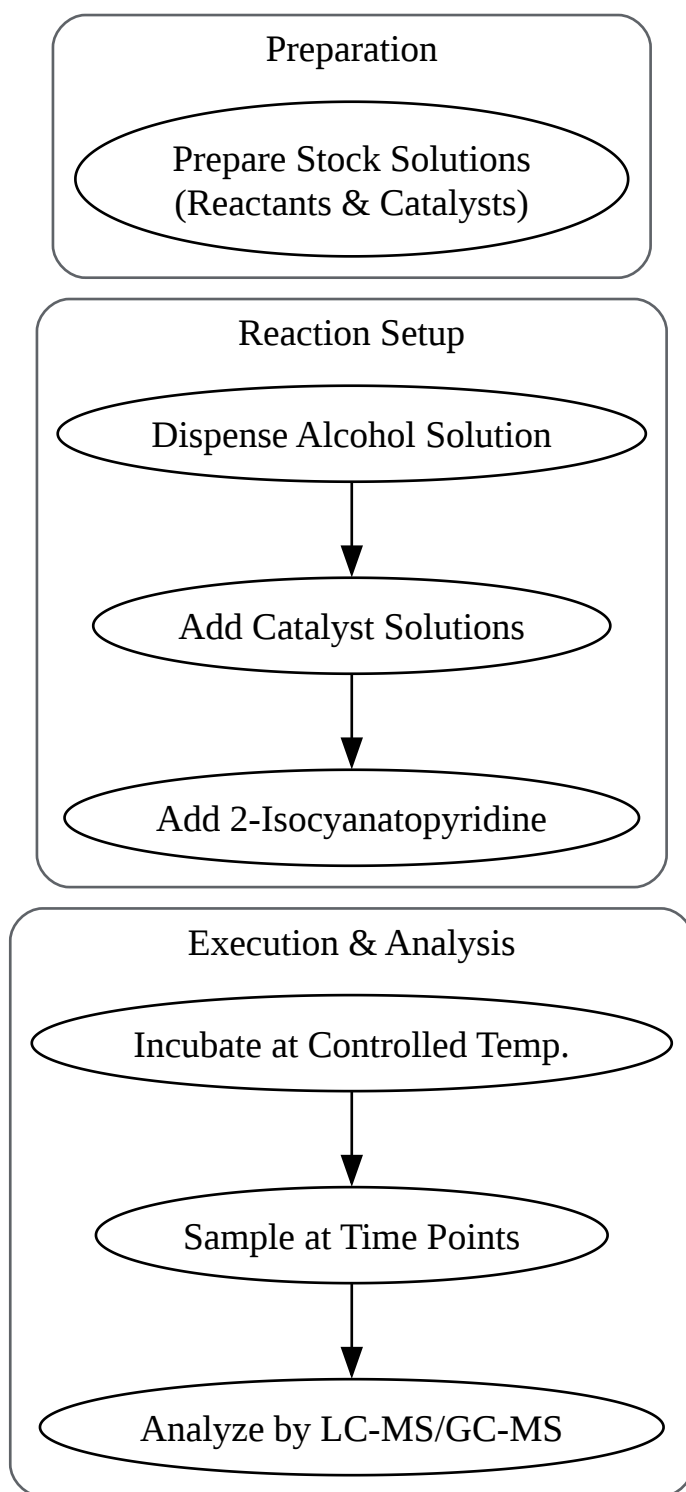 Preparation
Prepare Stock Solutions
(Reactants & Catalysts)
Reaction Setup
Dispense Alcohol Solution
Add Catalyst Solutions
Add 2-Isocyanatopyridine
Execution & Analysis
Incubate at Controlled Temp.
Sample at Time Points
Analyze by LC-MS/GC-MS